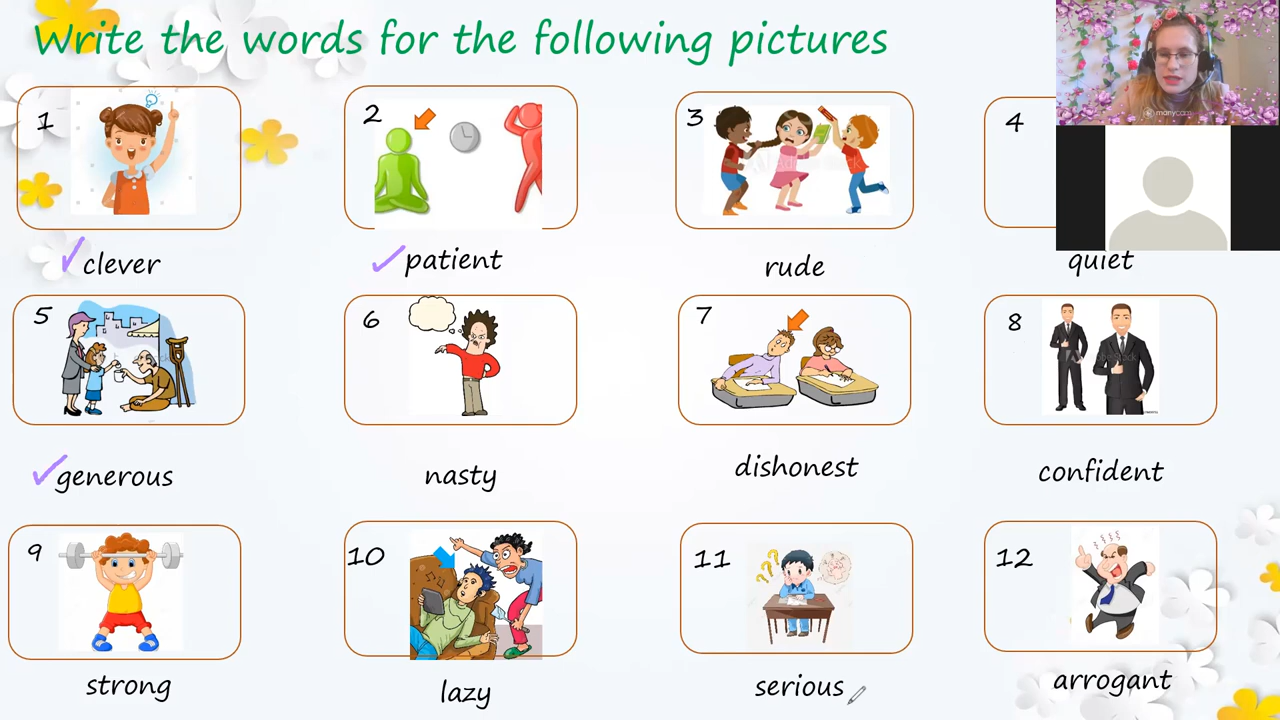 Write the words for the following pictures
1
2
3
4
clever
patient
rude
quiet
5
6
7
8
generous
nasty
dishonest
confident
9
10
11
12
strong
lazy
serious
arrogant
manycam